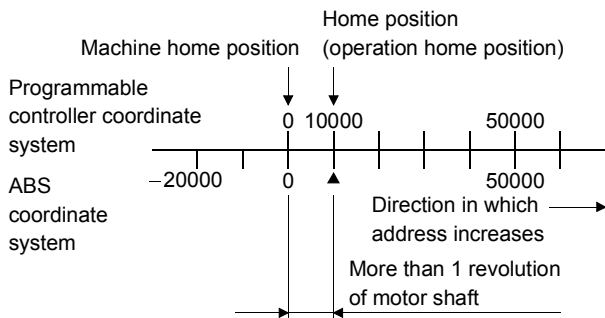 Home position
Machine home position
(operation home position)
Programmable
controller coordinate
system
0 10000 50000
−20000 0 50000
ABS
coordinate
system
Direction in which
address increases
More than 1 revolution
of motor shaft